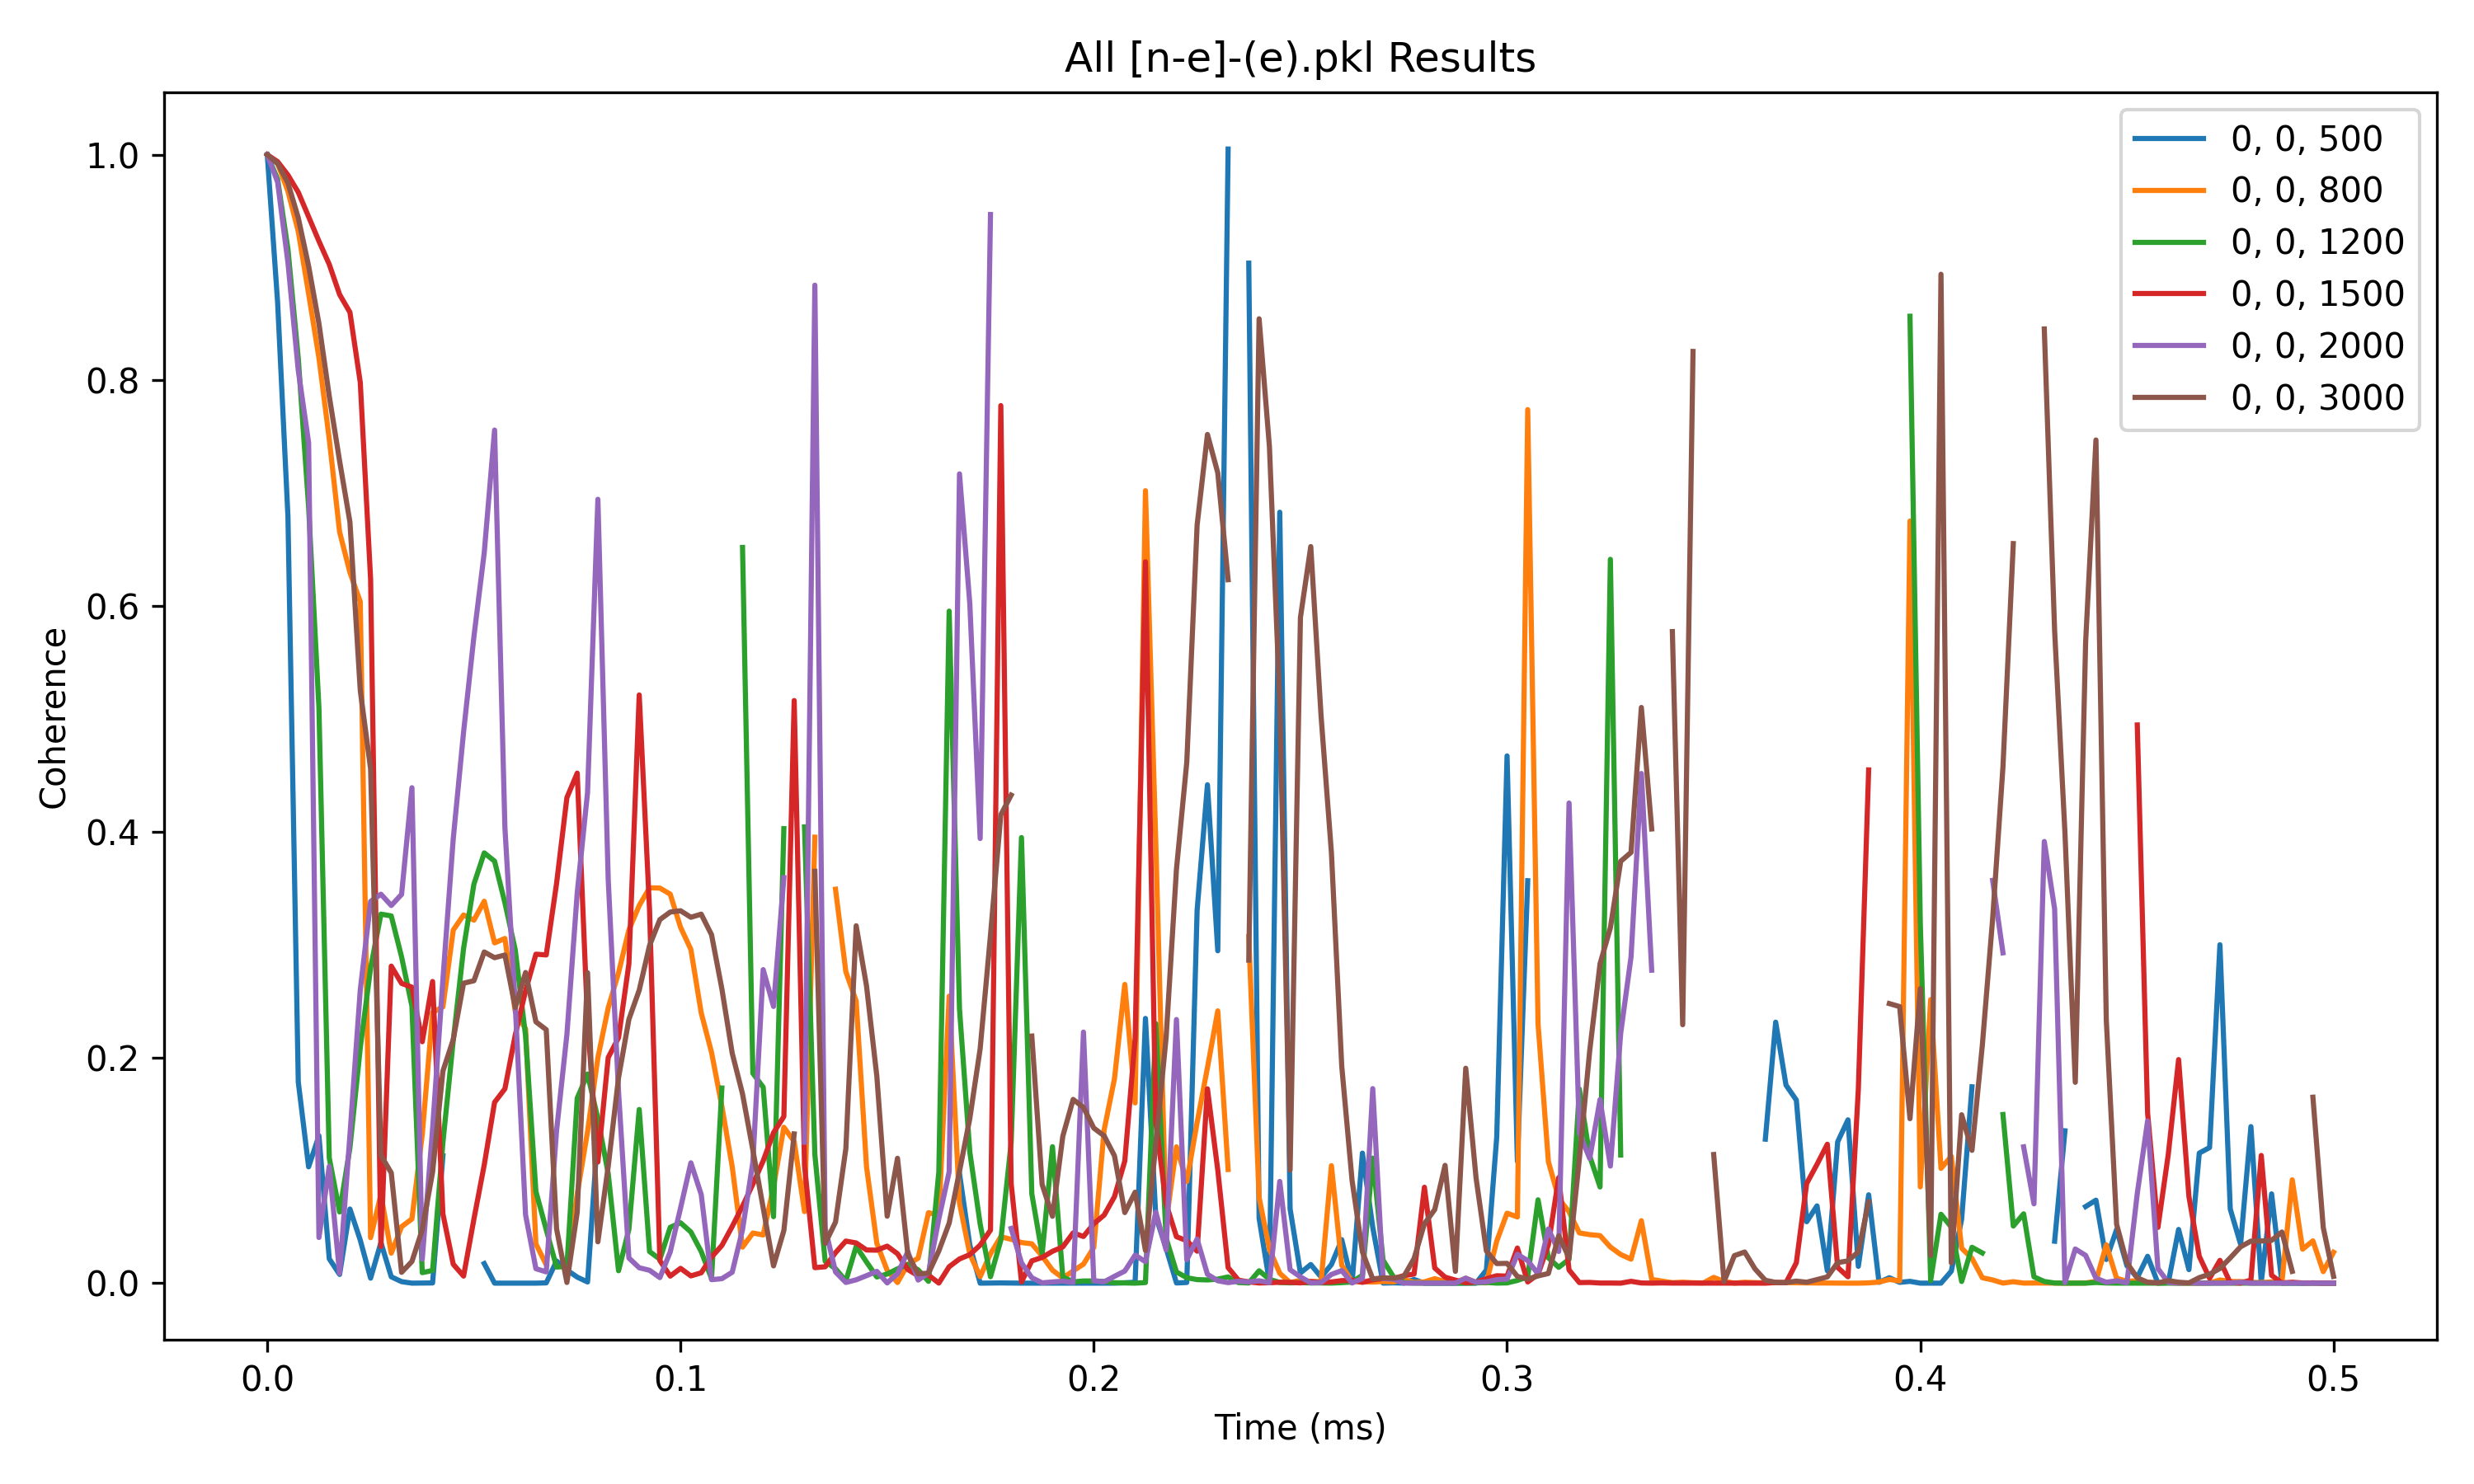 All [n-e]-(e).pkl Results
1.0
0.8
0.6
0.4
0.2
0.0
Coherence
0.0 0.1 0.2 0.3 0.4 0.5
Time (ms)
0, 0, 500
0, 0, 800
0, 0, 1200
0, 0, 1500
0, 0, 2000
0, 0, 3000